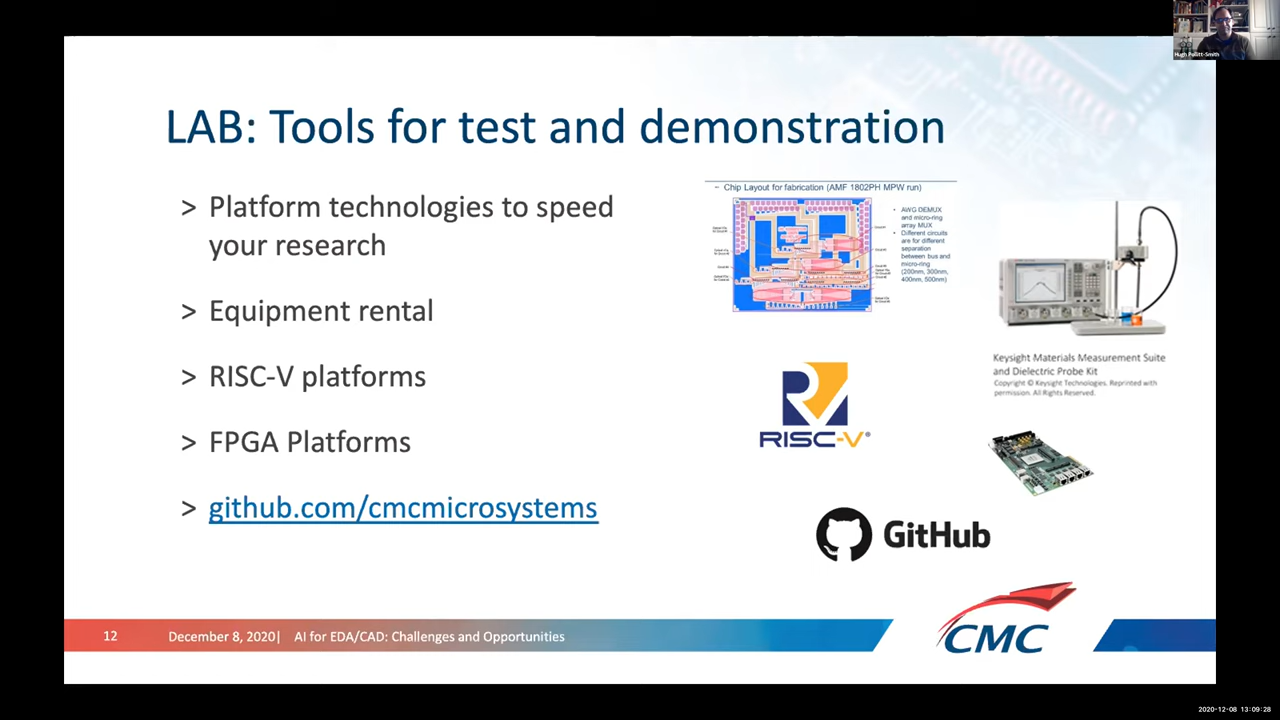 Hugh Pollitt-Smith
LAB: Tools for test and demonstration
> Platform technologies to speed
your research
> Equipment rental
> RISC-V platforms
> FPGA Platforms
> github.com/cmcmicrosystems
– Chip Layout for fabrication (AMF 1802PH MPW run)
• AWG DEMUX
and micro-ring
array MUX
• Different circuits
are for different
separation
between bus and
micro-ring
(200nm, 300nm,
400nm, 500nm)
Keysight Materials Measurement Suite
and Dielectric Probe Kit
Copyright © Keysight Technologies. Reprinted with
permission. All Rights Reserved.
RISC-V®
GitHub
12
December 8, 2020| AI for EDA/CAD: Challenges and Opportunities
CMC
2020-12-08 13:09:28